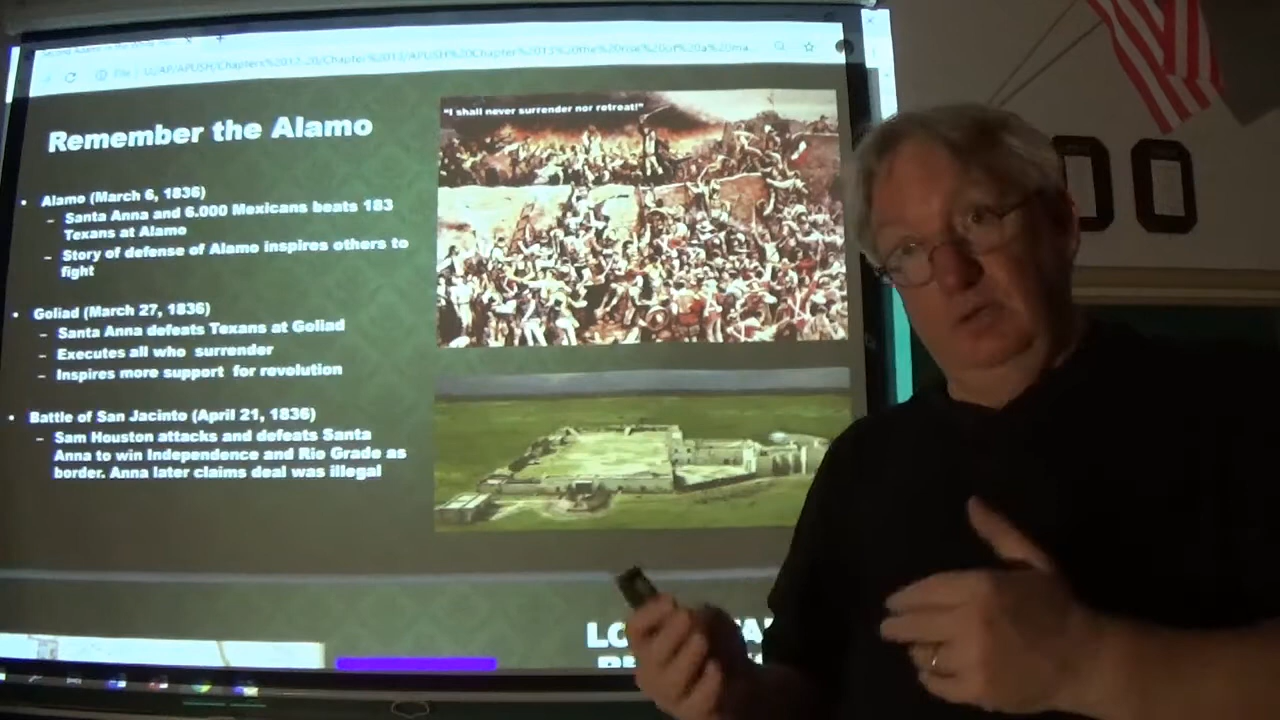 Remember the Alamo
"I shall never surrender nor retreat!"
• Alamo (March 6, 1836)
– Santa Anna and 6.000 Mexicans beats 183
Texans at Alamo
– Story of defense of Alamo inspires others to
fight
• Goliad (March 27, 1836)
– Santa Anna defeats Texans at Goliad
– Executes all who surrender
– Inspires more support for revolution
• Battle of San Jacinto (April 21, 1836)
– Sam Houston attacks and defeats Santa
Anna to win Independence and Rio Grade as
border. Anna later claims deal was illegal
00